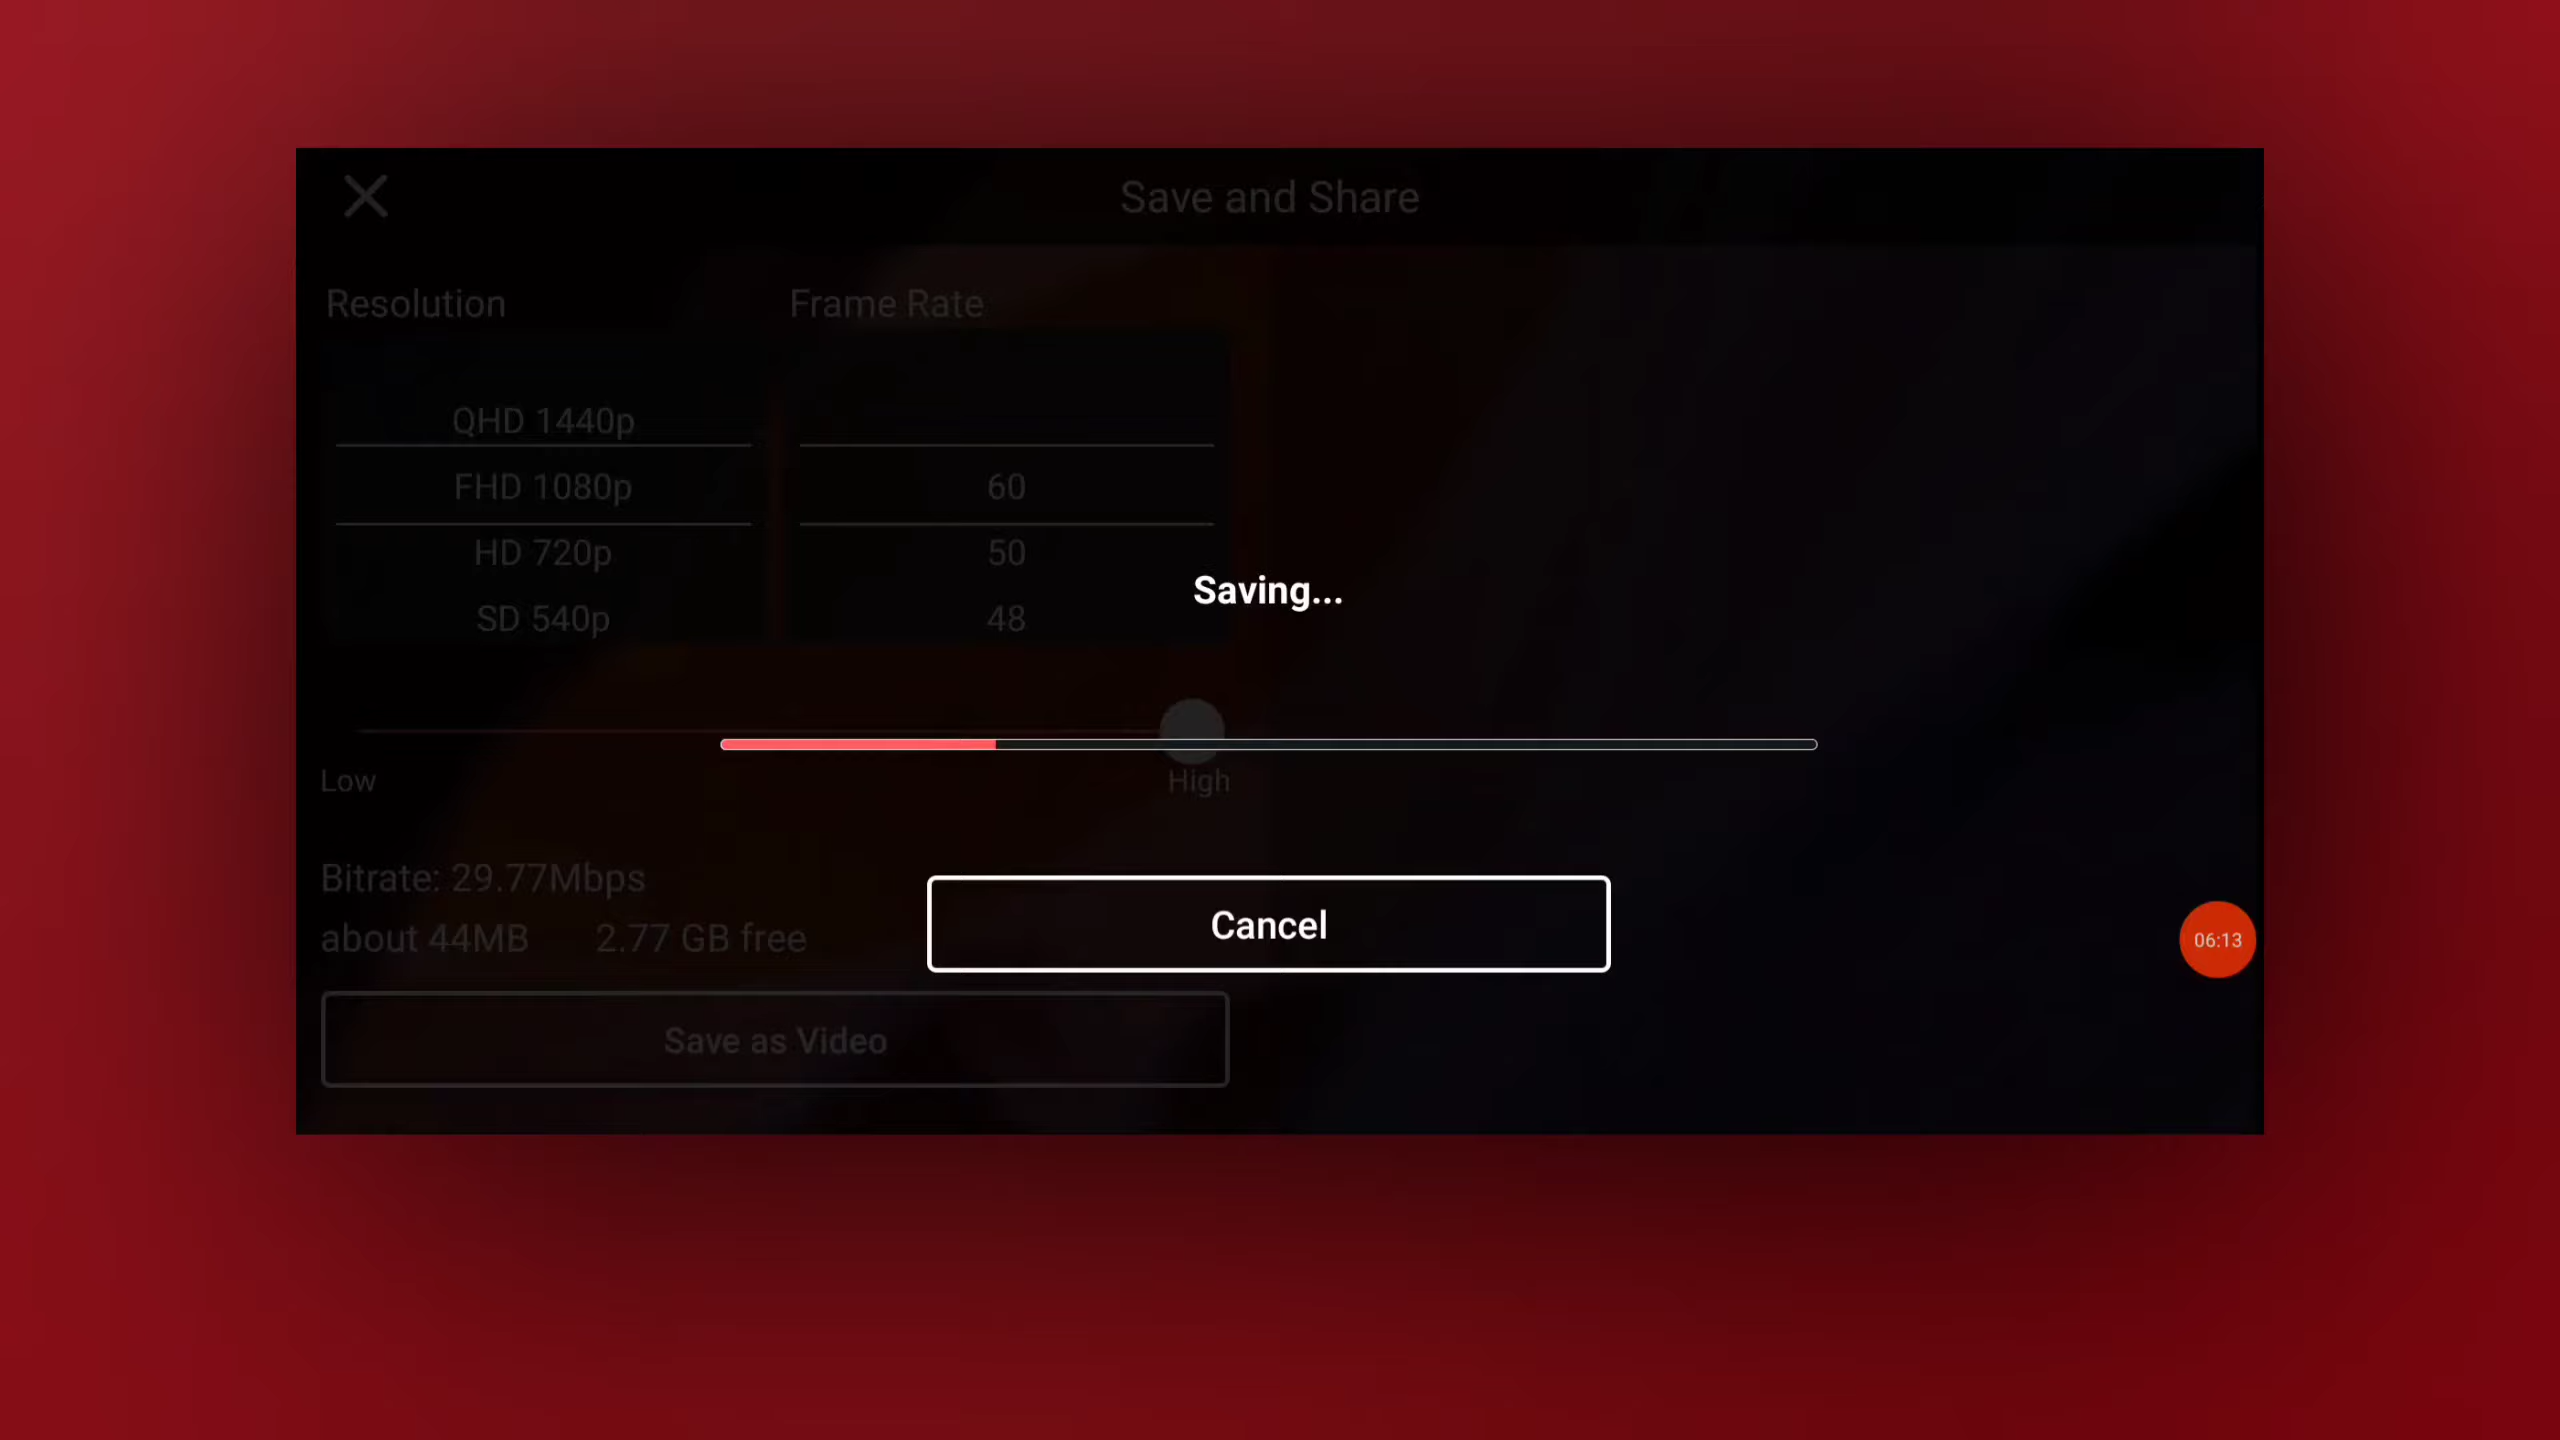 Save and Share
Resolution
Frame Rate
QHD 1440p
FHD 1080p
60
HD 720p
50
SD 540p
48
Saving...
Low
High
Bitrate: 29.77Mbps
about 44MB
2.77 GB free
Cancel
06:13
Save as Video